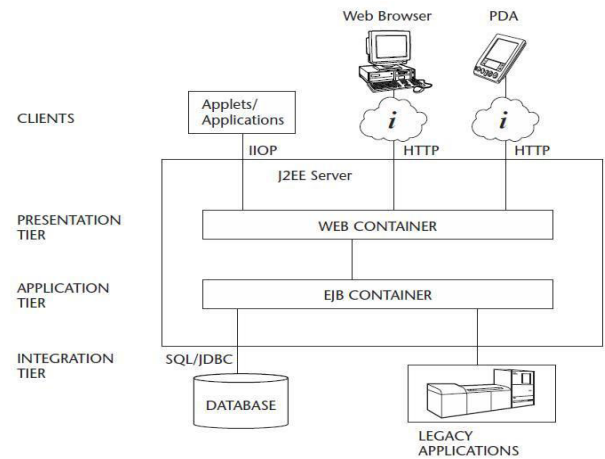 Web Browser
PDA
CLIENTS
Applets/
Applications
i
i
IIOP
HTTP
HTTP
J2EE Server
PRESENTATION
TIER
WEB CONTAINER
APPLICATION
TIER
EJB CONTAINER
INTEGRATION
TIER
SQL/JDBC
DATABASE
LEGACY
APPLICATIONS